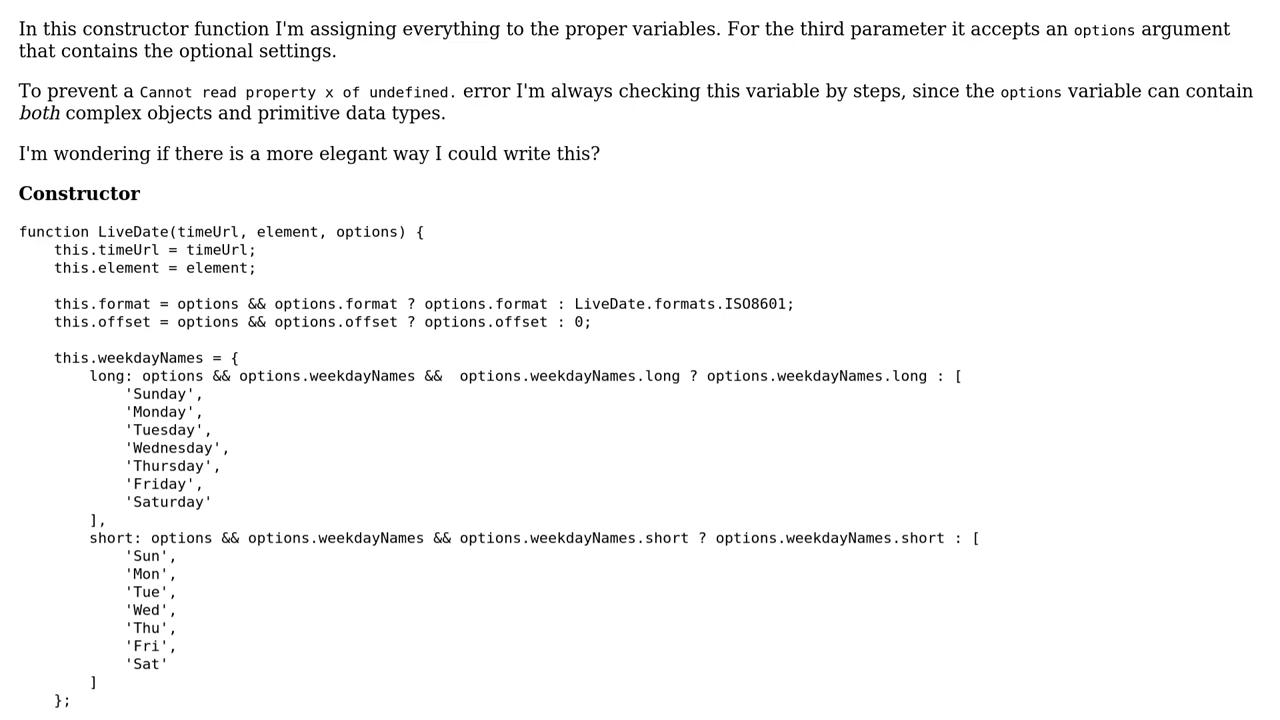 In this constructor function I'm assigning everything to the proper variables. For the third parameter it accepts an options argument
that contains the optional settings.
To prevent a Cannot read property x of undefined. error I'm always checking this variable by steps, since the options variable can contain
both complex objects and primitive data types.
I'm wondering if there is a more elegant way I could write this?
Constructor
function LiveDate(timeUrl, element, options) {
    this.timeUrl = timeUrl;
    this.element = element;
    this.format = options && options.format ? options.format : LiveDate.formats.ISO8601;
    this.offset = options && options.offset ? options.offset : 0;
    this.weekdayNames = {
        long: options && options.weekdayNames &&  options.weekdayNames.long ? options.weekdayNames.long : [
            'Sunday',
            'Monday',
            'Tuesday',
            'Wednesday',
            'Thursday',
            'Friday',
            'Saturday'
        ],
        short: options && options.weekdayNames && options.weekdayNames.short ? options.weekdayNames.short : [
            'Sun',
            'Mon',
            'Tue',
            'Wed',
            'Thu',
            'Fri',
            'Sat'
        ]
    };